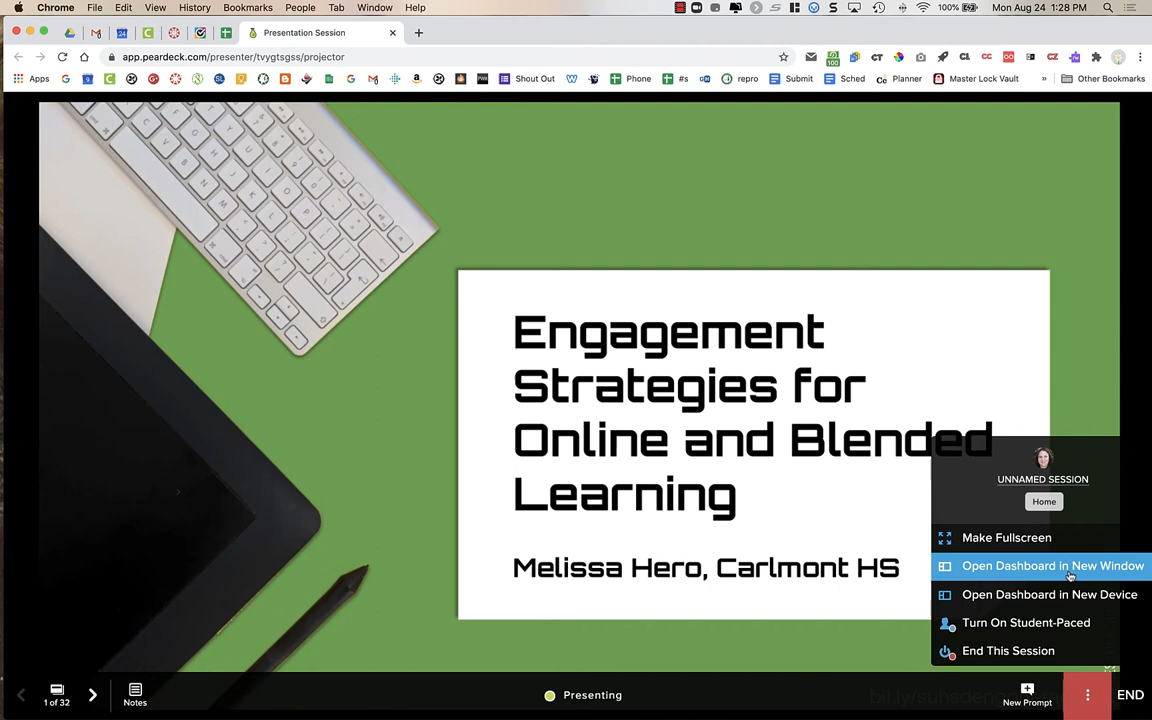 Chrome File Edit View History Bookmarks People Tab Window Help 100% Mon Aug 24 1:28 PM
Presentation Session
app.peardeck.com/presenter/tvygtsgss/projector
Apps Shout Out Phone #s repro Submit Sched Planner Master Lock Vault » Other Bookmarks
Engagement
Strategies for
Online and Blended
Learning
Melissa Hero, Carlmont HS
UNNAMED SESSION
Home
Make Fullscreen
Open Dashboard in New Window
Open Dashboard in New Device
Turn On Student-Paced
End This Session
1 of 32
Notes
Presenting
New Prompt
END